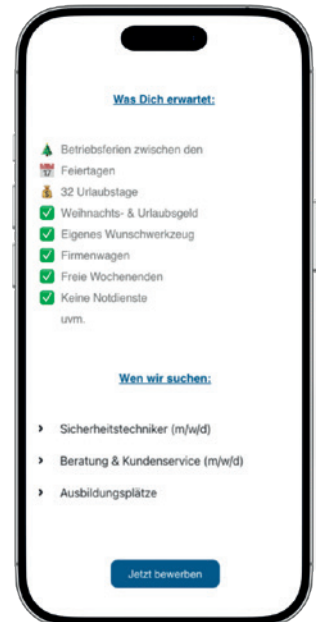 Was Dich erwartet:
🎄 Betriebsferien zwischen den
📅 Feiertagen
💰 32 Urlaubstage
✅ Weihnachts- & Urlaubsgeld
✅ Eigenes Wunschwerkzeug
✅ Firmenwagen
✅ Freie Wochenenden
✅ Keine Notdienste
uvm.
Wen wir suchen:
› Sicherheitstechniker (m/w/d)
› Beratung & Kundenservice (m/w/d)
› Ausbildungsplätze
Jetzt bewerben